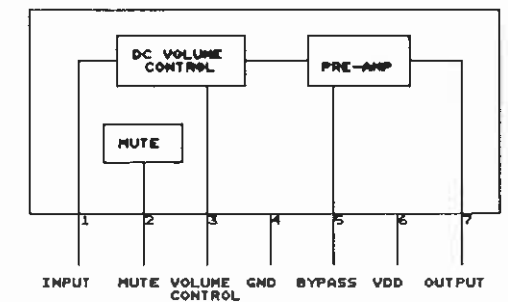 DC VOLUME
CONTROL
PRE-AMP
MUTE
1 2 3 4 5 6 7
INPUT MUTE VOLUME GND BYPASS VDD OUTPUT
CONTROL